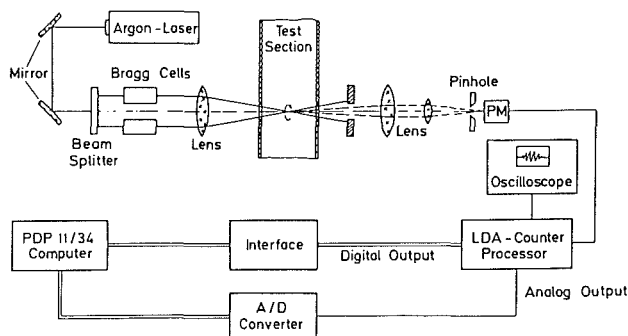 Argon-Laser
Test
Section
Mirror
Bragg Cells
Pinhole
PM
Beam
Splitter
Lens
Lens
Oscilloscope
PDP 11/34
Computer
Interface
Digital Output
LDA - Counter
Processor
Analog Output
A/D
Converter